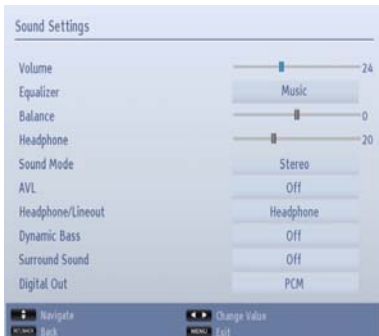 Sound Settings
Volume 24
Equalizer Music
Balance 0
Headphone 20
Sound Mode Stereo
AVL Off
Headphone/Lineout Headphone
Dynamic Bass Off
Surround Sound Off
Digital Out PCM
Navigate Change Value
Back MENU Exit